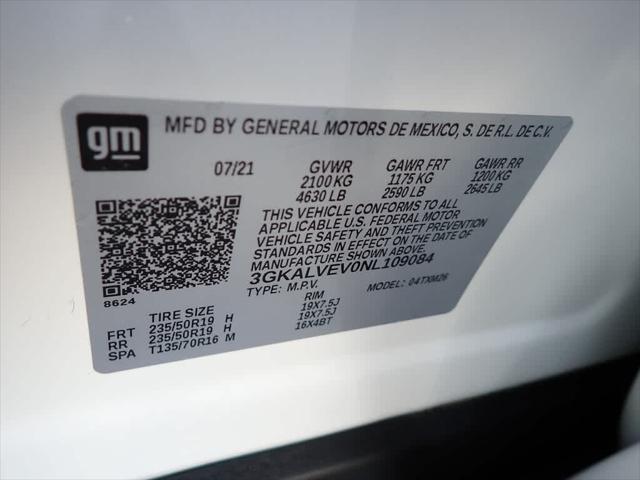 gm
MFD BY GENERAL MOTORS DE MEXICO, S. DE R.L. DE C.V.
07/21 GVWR GAWR FRT GAWR RR
2100 KG 1175 KG 1200 KG
4630 LB 2590 LB 2645 LB
THIS VEHICLE CONFORMS TO ALL
APPLICABLE U.S. FEDERAL MOTOR
VEHICLE SAFETY AND THEFT PREVENTION
STANDARDS IN EFFECT ON THE DATE OF
MANUFACTURE SHOWN ABOVE.
3GKALVEV0NL109084
TYPE: M.P.V. MODEL: 04TXM26
8624
TIRE SIZE RIM
FRT 235/50R19 H 19X7.5J
RR 235/50R19 H 19X7.5J
SPA T135/70R16 M 16X4BT